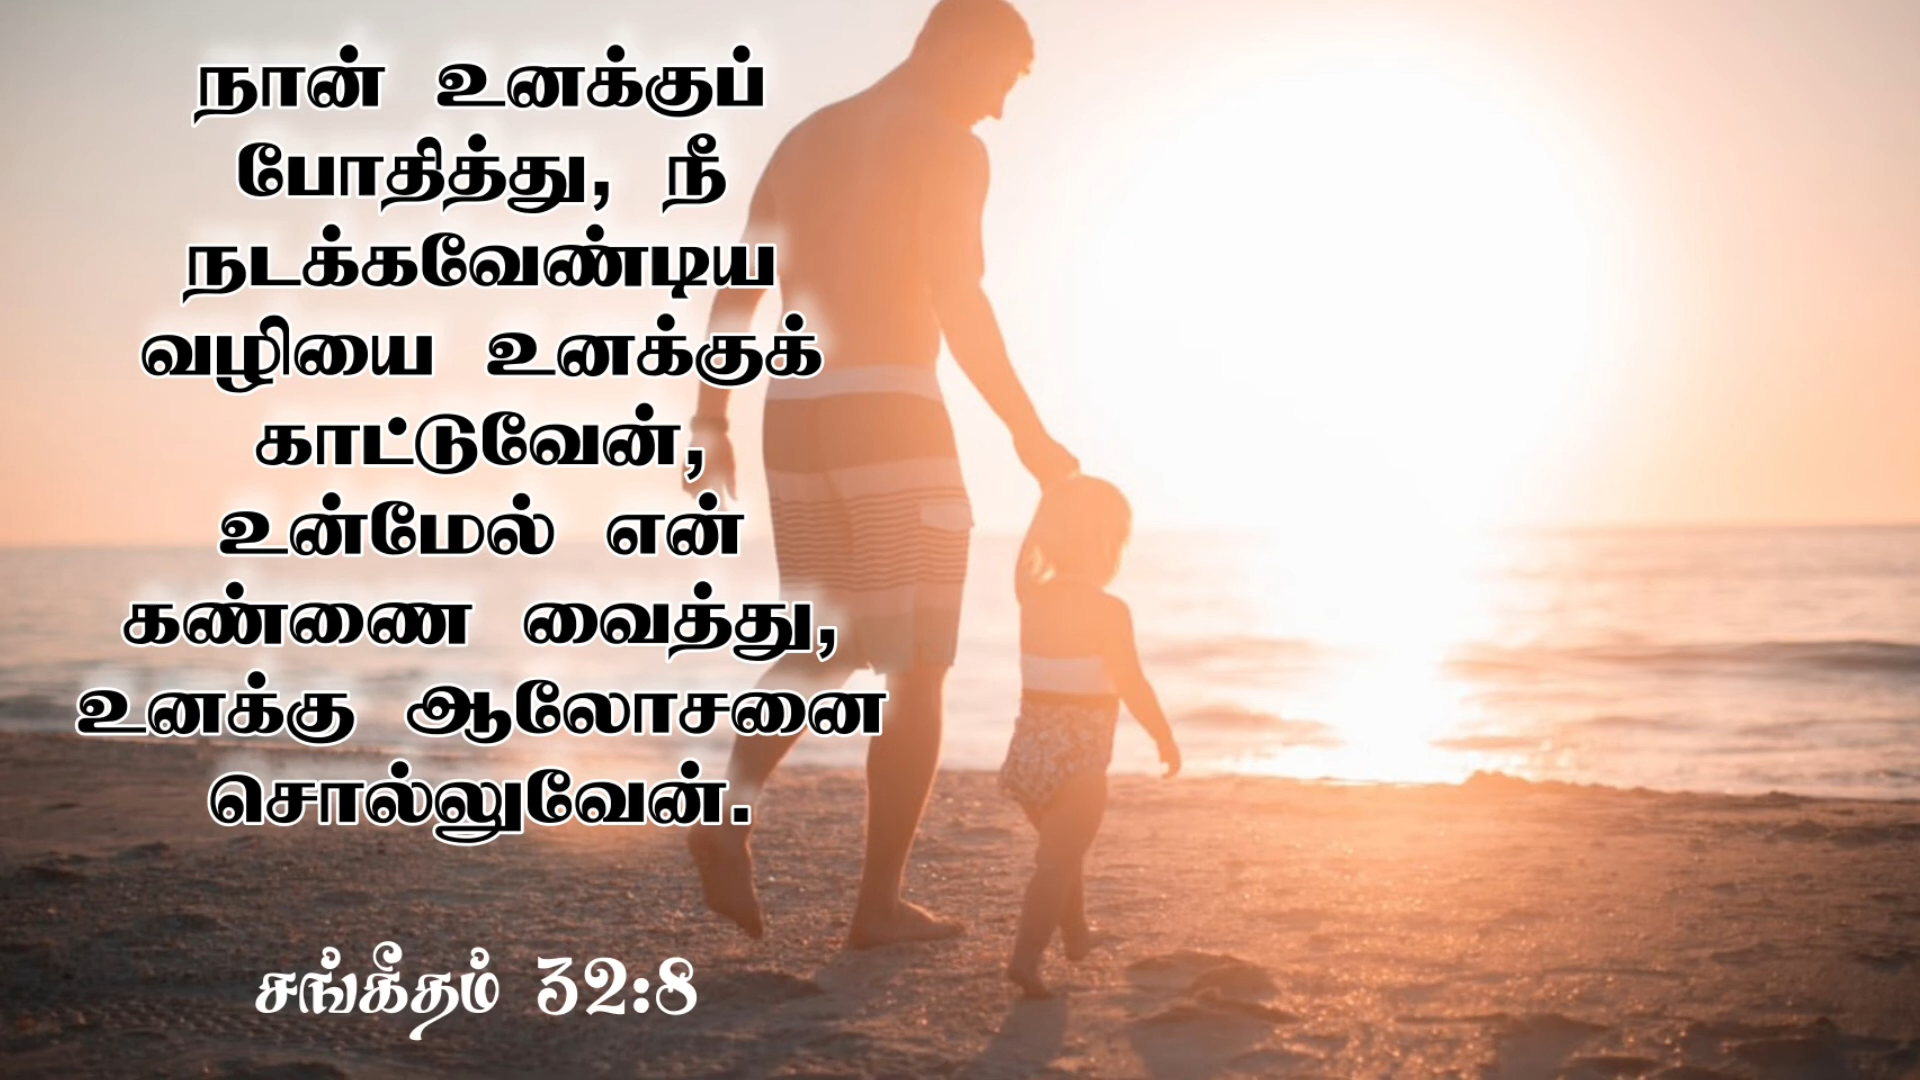 நான் உனக்குப்
போதித்து, நீ
நடக்கவேண்டிய
வழியை உனக்குக்
காட்டுவேன்,
உன்மேல் என்
கண்ணை வைத்து,
உனக்கு ஆலோசனை
சொல்லுவேன்.
சங்கீதம் 32:8